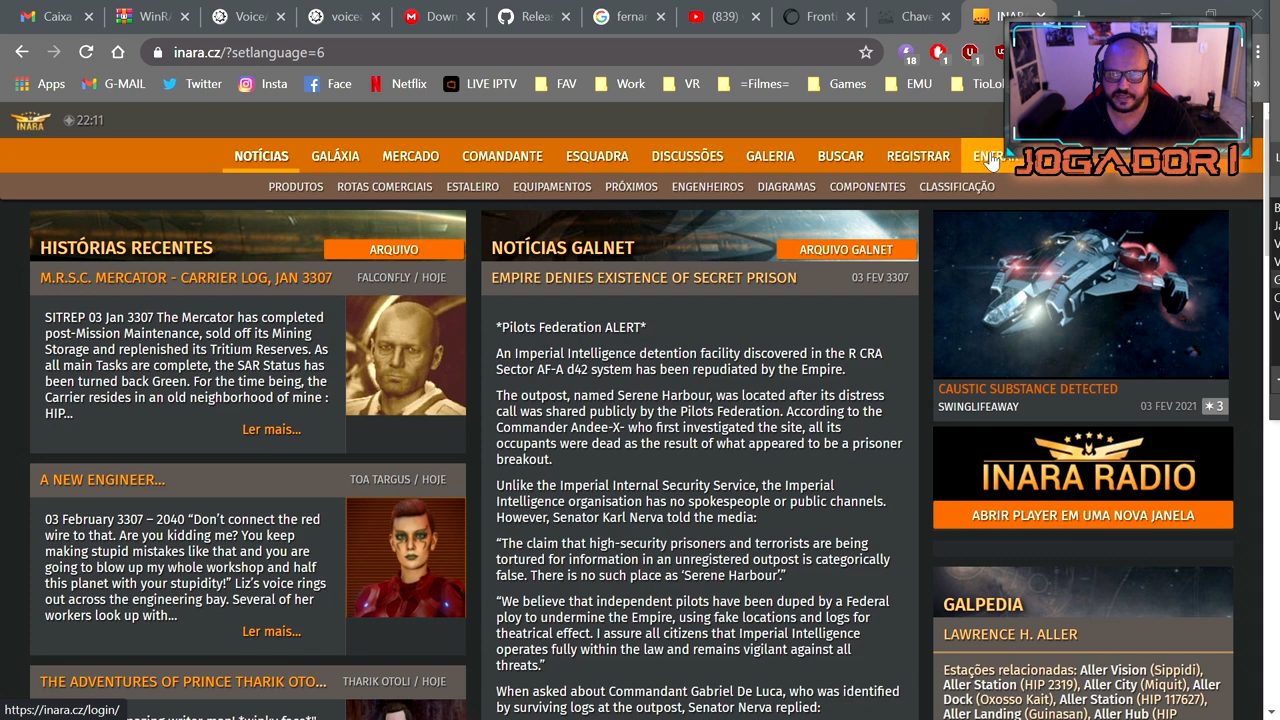 Caixa
WinRA
VoiceA
voice
Down
Relea
fernar
(839)
Fronti
Chave
INAR
inara.cz/?setlanguage=6
18
1
1
Apps
G-MAIL
Twitter
Insta
Face
Netflix
LIVE IPTV
FAV
Work
VR
=Filmes=
Games
EMU
TioLol
»
INARA
22:11
NOTÍCIAS
GALÁXIA
MERCADO
COMANDANTE
ESQUADRA
DISCUSSÕES
GALERIA
BUSCAR
REGISTRAR
JOGADOR1
PRODUTOS
ROTAS COMERCIAIS
ESTALEIRO
EQUIPAMENTOS
PRÓXIMOS
ENGENHEIROS
DIAGRAMAS
COMPONENTES
CLASSIFICAÇÃO
HISTÓRIAS RECENTES
ARQUIVO
M.R.S.C. MERCATOR - CARRIER LOG, JAN 3307
FALCONFLY / HOJE
SITREP 03 Jan 3307 The Mercator has completed
post-Mission Maintenance, sold off its Mining
Storage and replenished its Tritium Reserves. As
all main Tasks are complete, the SAR Status has
been turned back Green. For the time being, the
Carrier resides in an old neighborhood of mine :
HIP...
Ler mais...
A NEW ENGINEER...
TOA TARGUS / HOJE
03 February 3307 – 2040 “Don’t connect the red
wire to that. Are you kidding me? You keep
making stupid mistakes like that and you are
going to blow up my whole workshop and half
this planet with your stupidity!” Liz’s voice rings
out across the engineering bay. Several of her
workers look up with...
Ler mais...
THE ADVENTURES OF PRINCE THARIK OTO...
THARIK OTOLI / HOJE
https://inara.cz/login/
NOTÍCIAS GALNET
ARQUIVO GALNET
EMPIRE DENIES EXISTENCE OF SECRET PRISON
03 FEV 3307
*Pilots Federation ALERT*
An Imperial Intelligence detention facility discovered in the R CRA
Sector AF-A d42 system has been repudiated by the Empire.
The outpost, named Serene Harbour, was located after its distress
call was shared publicly by the Pilots Federation. According to the
Commander Andee-X- who first investigated the site, all its
occupants were dead as the result of what appeared to be a prisoner
breakout.
Unlike the Imperial Internal Security Service, the Imperial
Intelligence organisation has no spokespeople or public channels.
However, Senator Karl Nerva told the media:
“The claim that high-security prisoners and terrorists are being
tortured for information in an unregistered outpost is categorically
false. There is no such place as ‘Serene Harbour’.”
“We believe that independent pilots have been duped by a Federal
ploy to undermine the Empire, using fake locations and logs for
theatrical effect. I assure all citizens that Imperial Intelligence
operates fully within the law and remains vigilant against all
threats.”
When asked about Commandant Gabriel De Luca, who was identified
by surviving logs at the outpost, Senator Nerva replied:
CAUSTIC SUBSTANCE DETECTED
SWINGLIFEAWAY
03 FEV 2021
3
INARA RADIO
ABRIR PLAYER EM UMA NOVA JANELA
GALPEDIA
LAWRENCE H. ALLER
Estações relacionadas: Aller Vision (Sippidi),
Aller Station (HIP 2319), Aller City (Miquit), Aller
Dock (Oxosso Kait), Aller Station (HIP 117627),
Aller Landing (Guinasan), Aller Hub (HIP